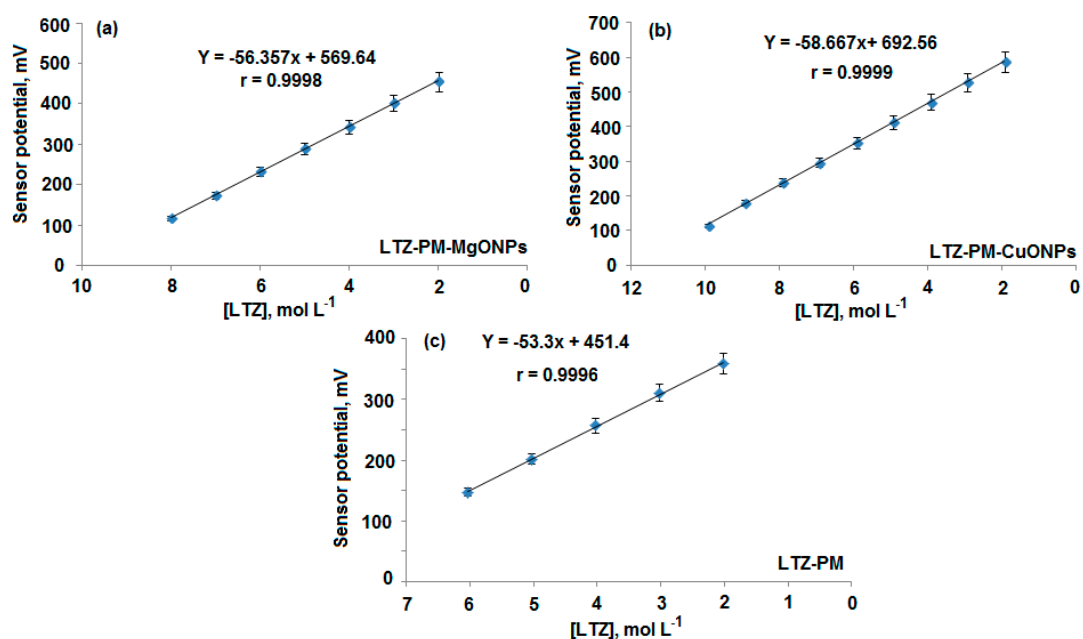 (a)
Y = -56.357x + 569.64
r = 0.9998
Sensor potential, mV
600
500
400
300
200
100
0
LTZ-PM-MgONPs
10 8 6 4 2 0
[LTZ], mol L⁻¹
(b)
Y = -58.667x+ 692.56
r = 0.9999
Sensor potential, mV
700
600
500
400
300
200
100
0
LTZ-PM-CuONPs
12 10 8 6 4 2 0
[LTZ], mol L⁻¹
(c)
Y = -53.3x + 451.4
r = 0.9996
Sensor potential, mV
400
300
200
100
0
LTZ-PM
7 6 5 4 3 2 1 0
[LTZ], mol L⁻¹